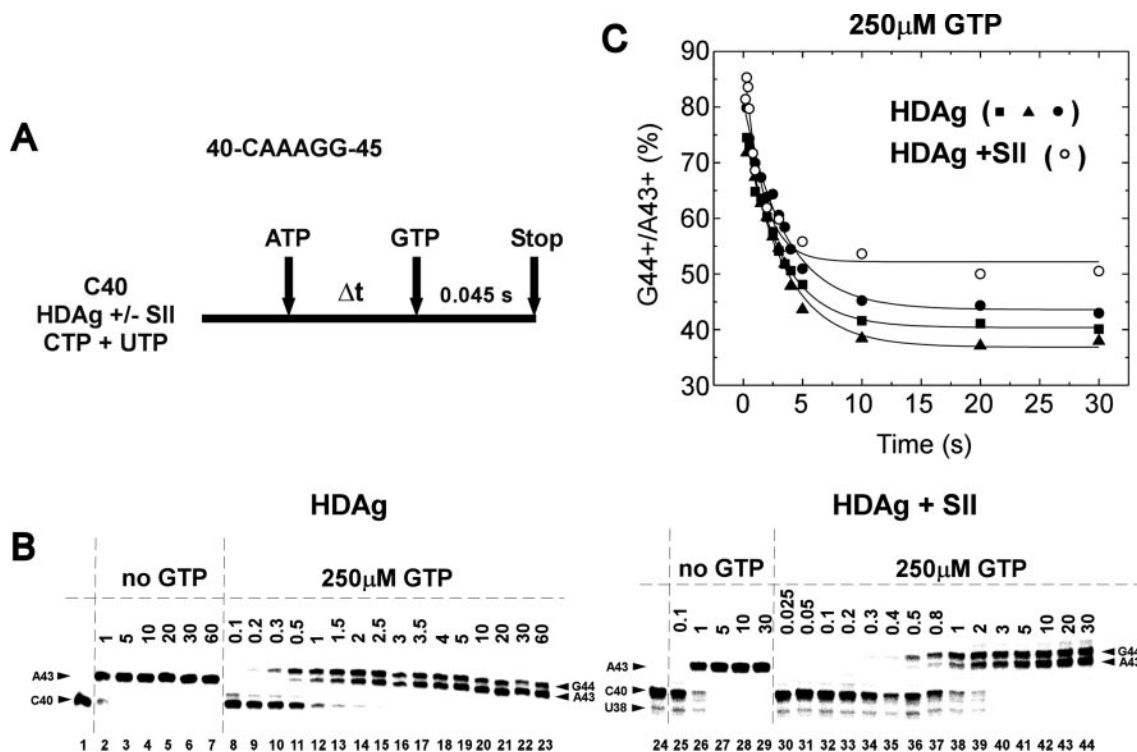 A
40-CAAAGG-45
ATP GTP Stop
Δt 0.045 s
C40
HDAg +/- SII
CTP + UTP
C
250μM GTP
G44+/A43+ (%)
90
80
70
60
50
40
30
0 5 10 15 20 25 30
Time (s)
HDAg (■ ▲ ●)
HDAg +SII (○)
B
HDAg
no GTP 250μM GTP
1 5 10 20 30 60 0.1 0.2 0.3 0.5 1 1.5 2 2.5 3 3.5 4 5 10 20 30 60
A43
C40
G44
A43
1 2 3 4 5 6 7 8 9 10 11 12 13 14 15 16 17 18 19 20 21 22 23
HDAg + SII
no GTP 250μM GTP
0.1 1 5 10 30 0.025 0.05 0.1 0.2 0.3 0.4 0.5 0.8 1 2 3 5 10 20 30
A43
C40
U38
G44
A43
24 25 26 27 28 29 30 31 32 33 34 35 36 37 38 39 40 41 42 43 44